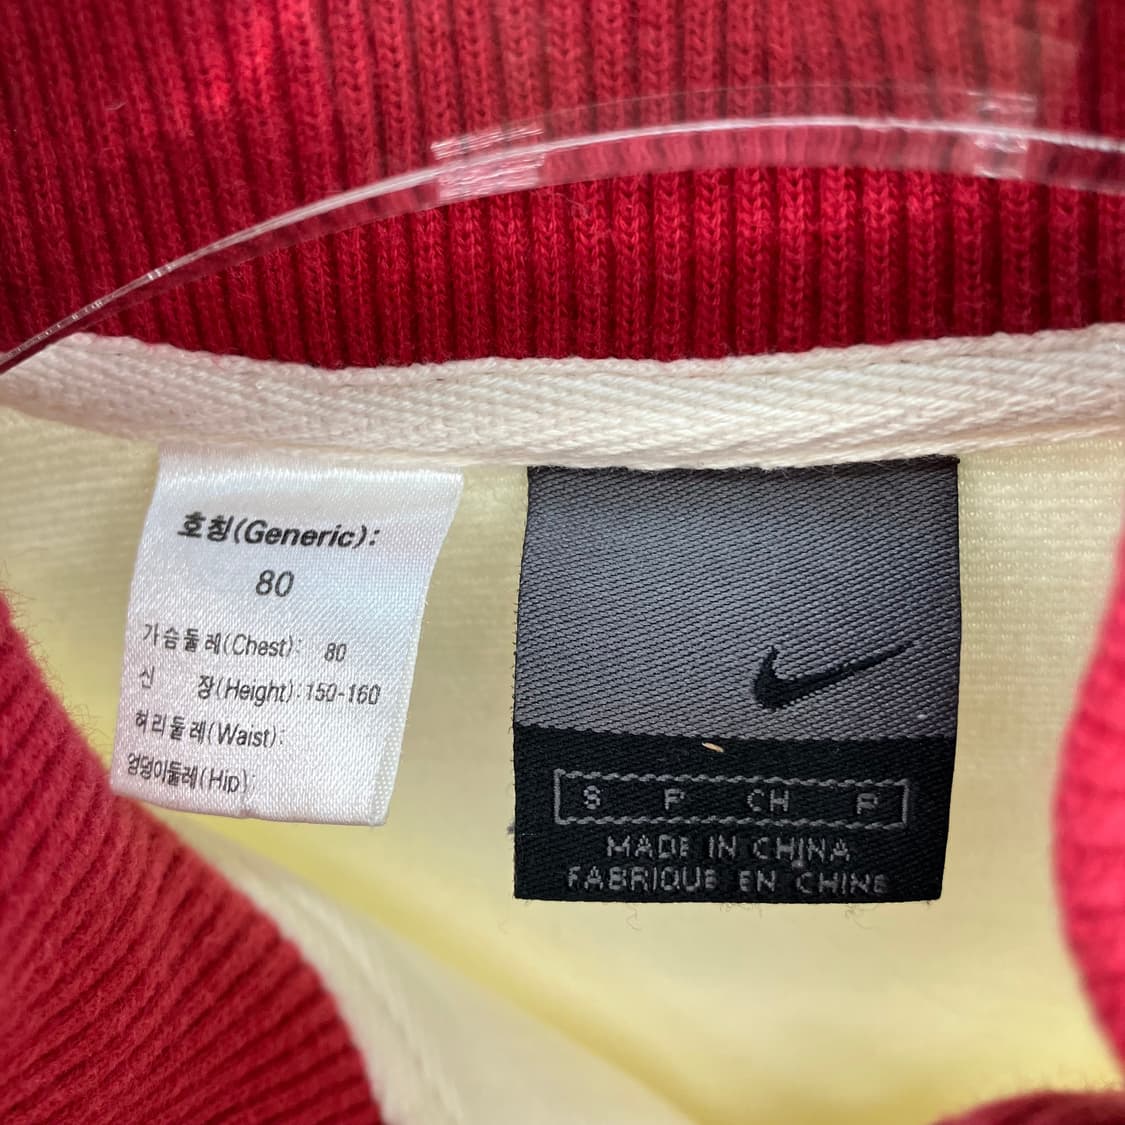 호칭(Generic):
80
가슴둘레(Chest): 80
신 장(Height):150-160
허리둘레(Waist):
엉덩이둘레(Hip):
S P CH P
MADE IN CHINA
FABRIQUE EN CHINE